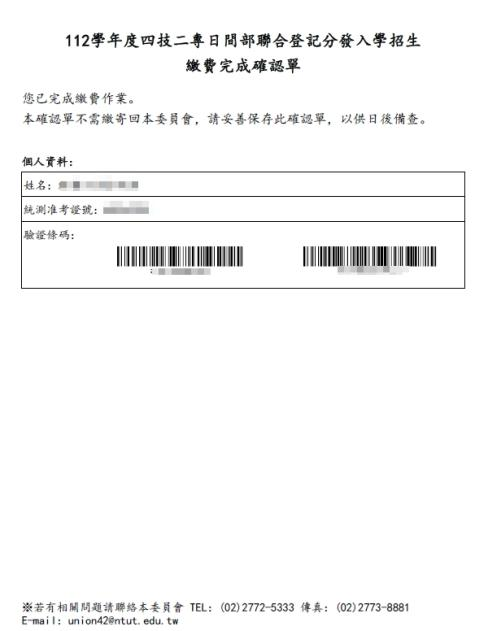 112學年度四技二專日間部聯合登記分發入學招生
繳費完成確認單
您已完成繳費作業。
本確認單不需繳寄回本委員會，請妥善保存此確認單，以供日後備查。
個人資料：
姓名：
統測准考證號：
驗證條碼：
※若有相關問題請聯絡本委員會 TEL：(02)2772-5333 傳真：(02)2773-8881
E-mail：union42@ntut.edu.tw